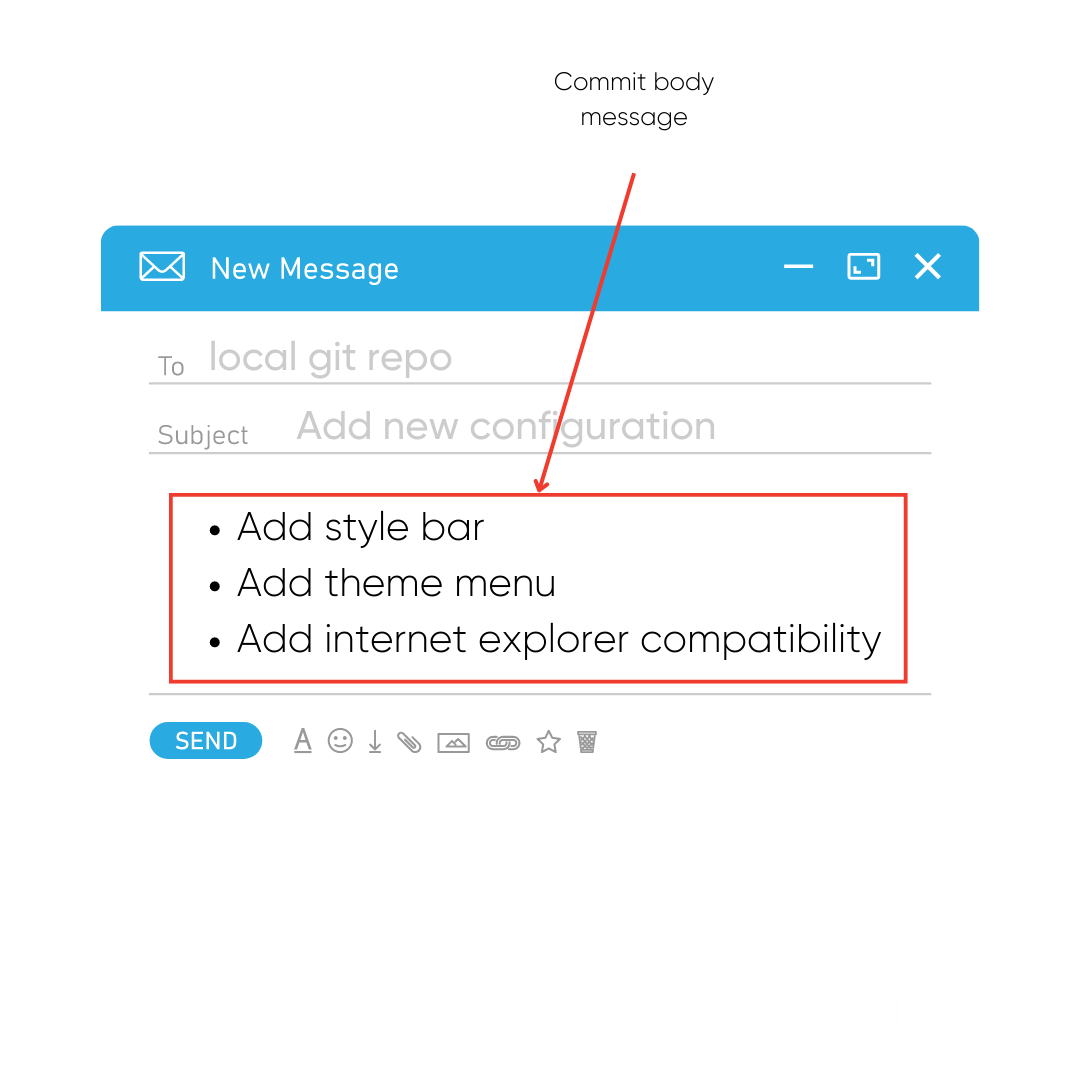 Commit body
message
New Message
To local git repo
Subject Add new configuration
• Add style bar
• Add theme menu
• Add internet explorer compatibility
SEND A